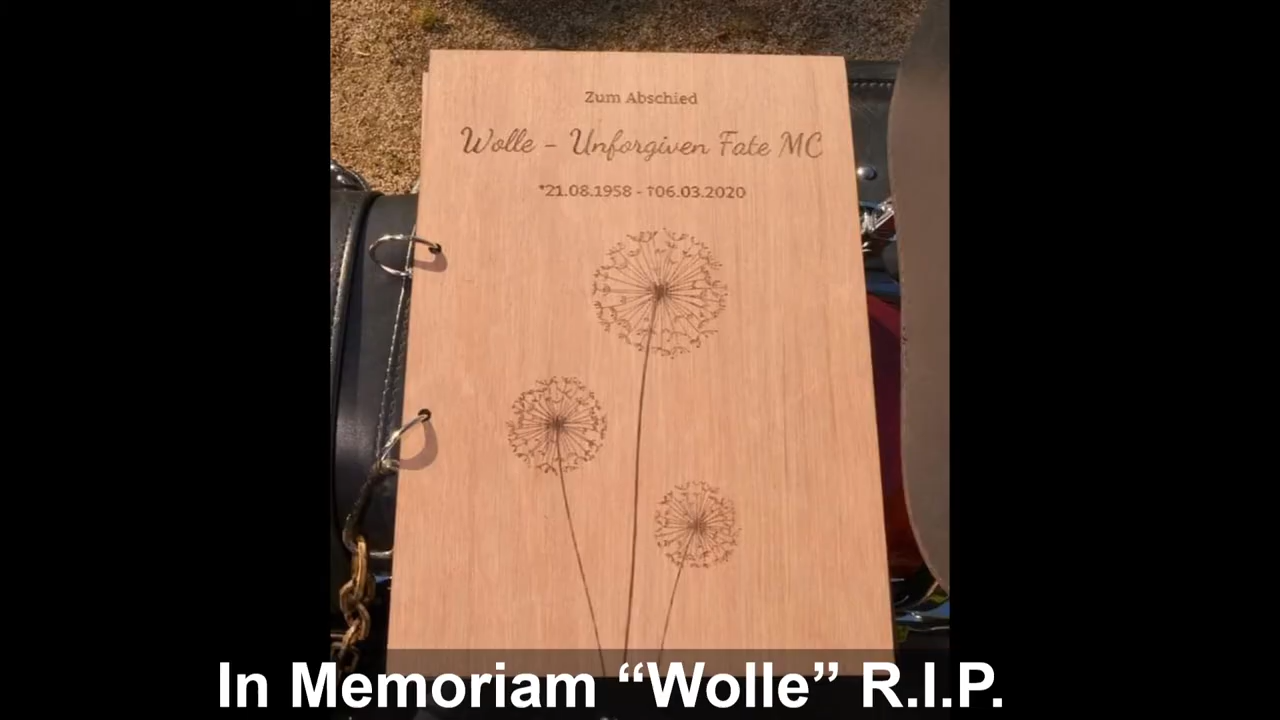 Zum Abschied
Wolle - Unforgiven Fate MC
*21.08.1958 - †06.03.2020
In Memoriam “Wolle” R.I.P.